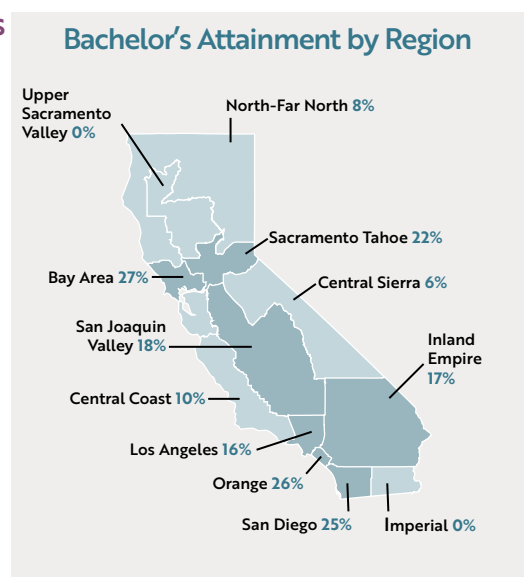 s
Bachelor's Attainment by Region
Upper
Sacramento
Valley 0%
North-Far North 8%
Sacramento Tahoe 22%
Bay Area 27%
Central Sierra 6%
San Joaquin
Valley 18%
Inland
Empire
17%
Central Coast 10%
Los Angeles 16%
Orange 26%
San Diego 25%
Imperial 0%